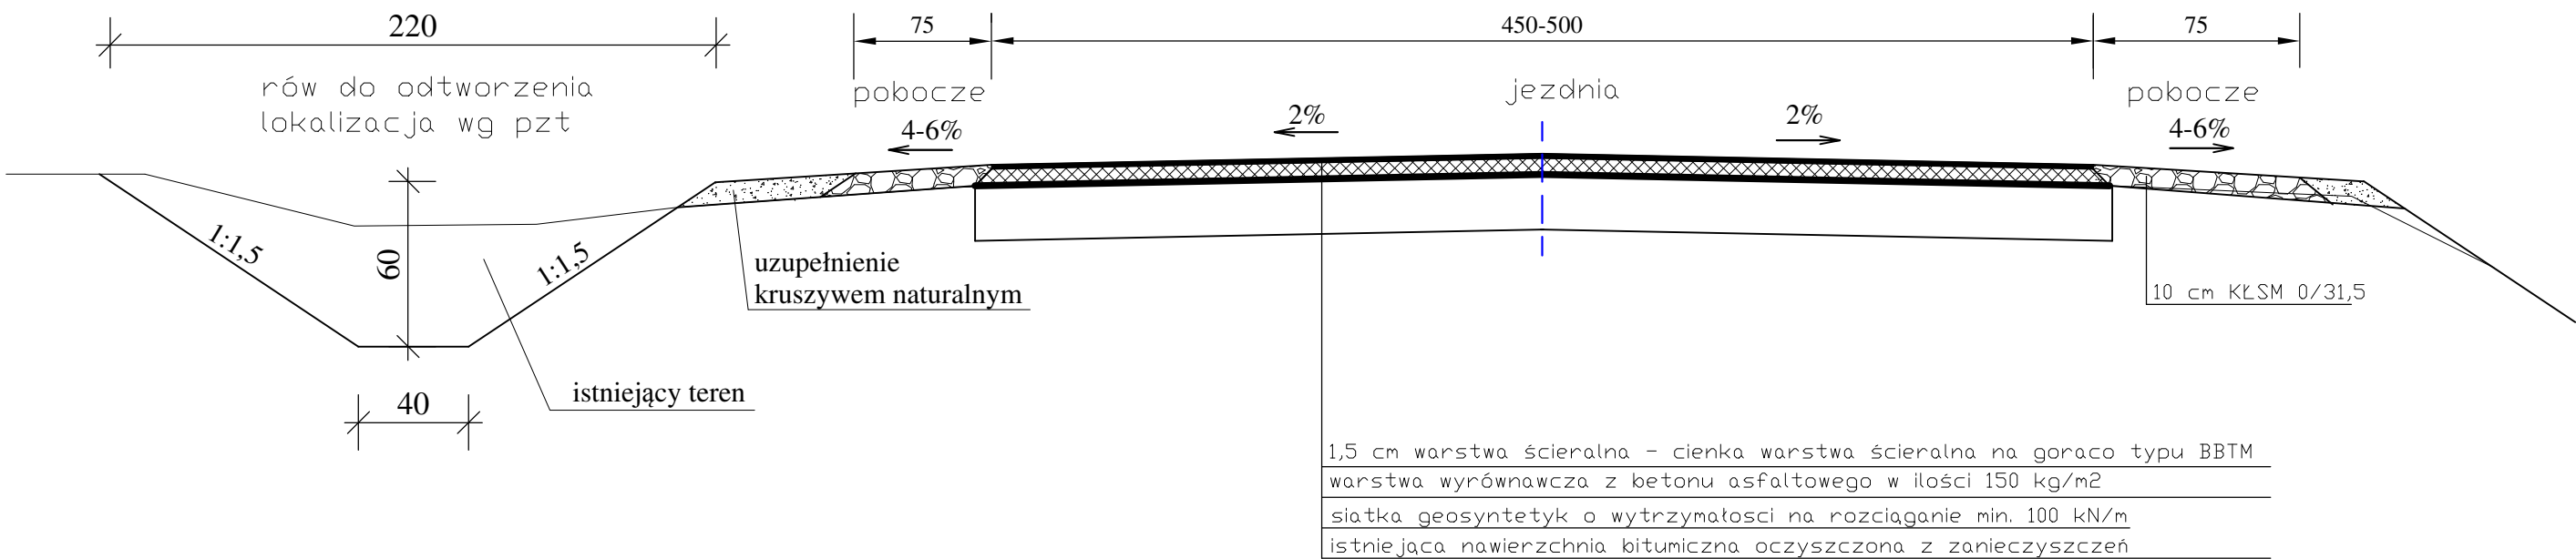 220
75
450-500
75
rów do odtworzenia
lokalizacja wg pzt
pobocze
jezdnia
pobocze
4-6%
2%
2%
4-6%
1:1,5
60
1:1,5
uzupełnienie
kruszywem naturalnym
10 cm KŁSM 0/31,5
istniejący teren
40
1,5 cm warstwa ścieralna - cienka warstwa ścieralna na goraco typu BBTM
warstwa wyrównawcza z betonu asfaltowego w ilości 150 kg/m2
siatka geosyntetyk o wytrzymałosci na rozciąganie min. 100 kN/m
istniejąca nawierzchnia bitumiczna oczyszczona z zanieczyszczeń